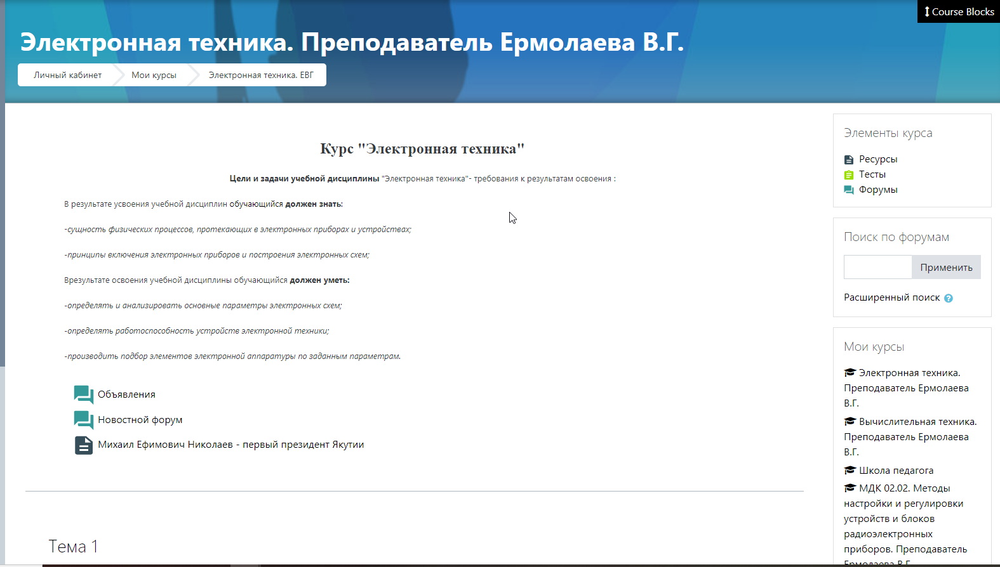 Course Blocks
Электронная техника. Преподаватель Ермолаева В.Г.
Личный кабинет
Мои курсы
Электронная техника. ЕВГ
Курс "Электронная техника"
Цели и задачи учебной дисциплины "Электронная техника"- требования к результатам освоения :
В результате усвоения учебной дисциплин обучающийся должен знать:
-сущность физических процессов, протекающих в электронных приборах и устройствах;
-принципы включения электронных приборов и построения электронных схем;
Врезультате освоения учебной дисциплины обучающийся должен уметь:
-определять и анализировать основные параметры электронных схем;
-определять работоспособность устройств электронной техники;
-производить подбор элементов электронной аппаратуры по заданным параметрам.
Объявления
Новостной форум
Михаил Ефимович Николаев - первый президент Якутии
Тема 1
Элементы курса
Ресурсы
Тесты
Форумы
Поиск по форумам
Применить
Расширенный поиск
Мои курсы
Электронная техника.
Преподаватель Ермолаева
В.Г.
Вычислительная техника.
Преподаватель Ермолаева
В.Г.
Школа педагога
МДК 02.02. Методы
настройки и регулировки
устройств и блоков
радиоэлектронных
приборов. Преподаватель
Ермолаева В.Г.